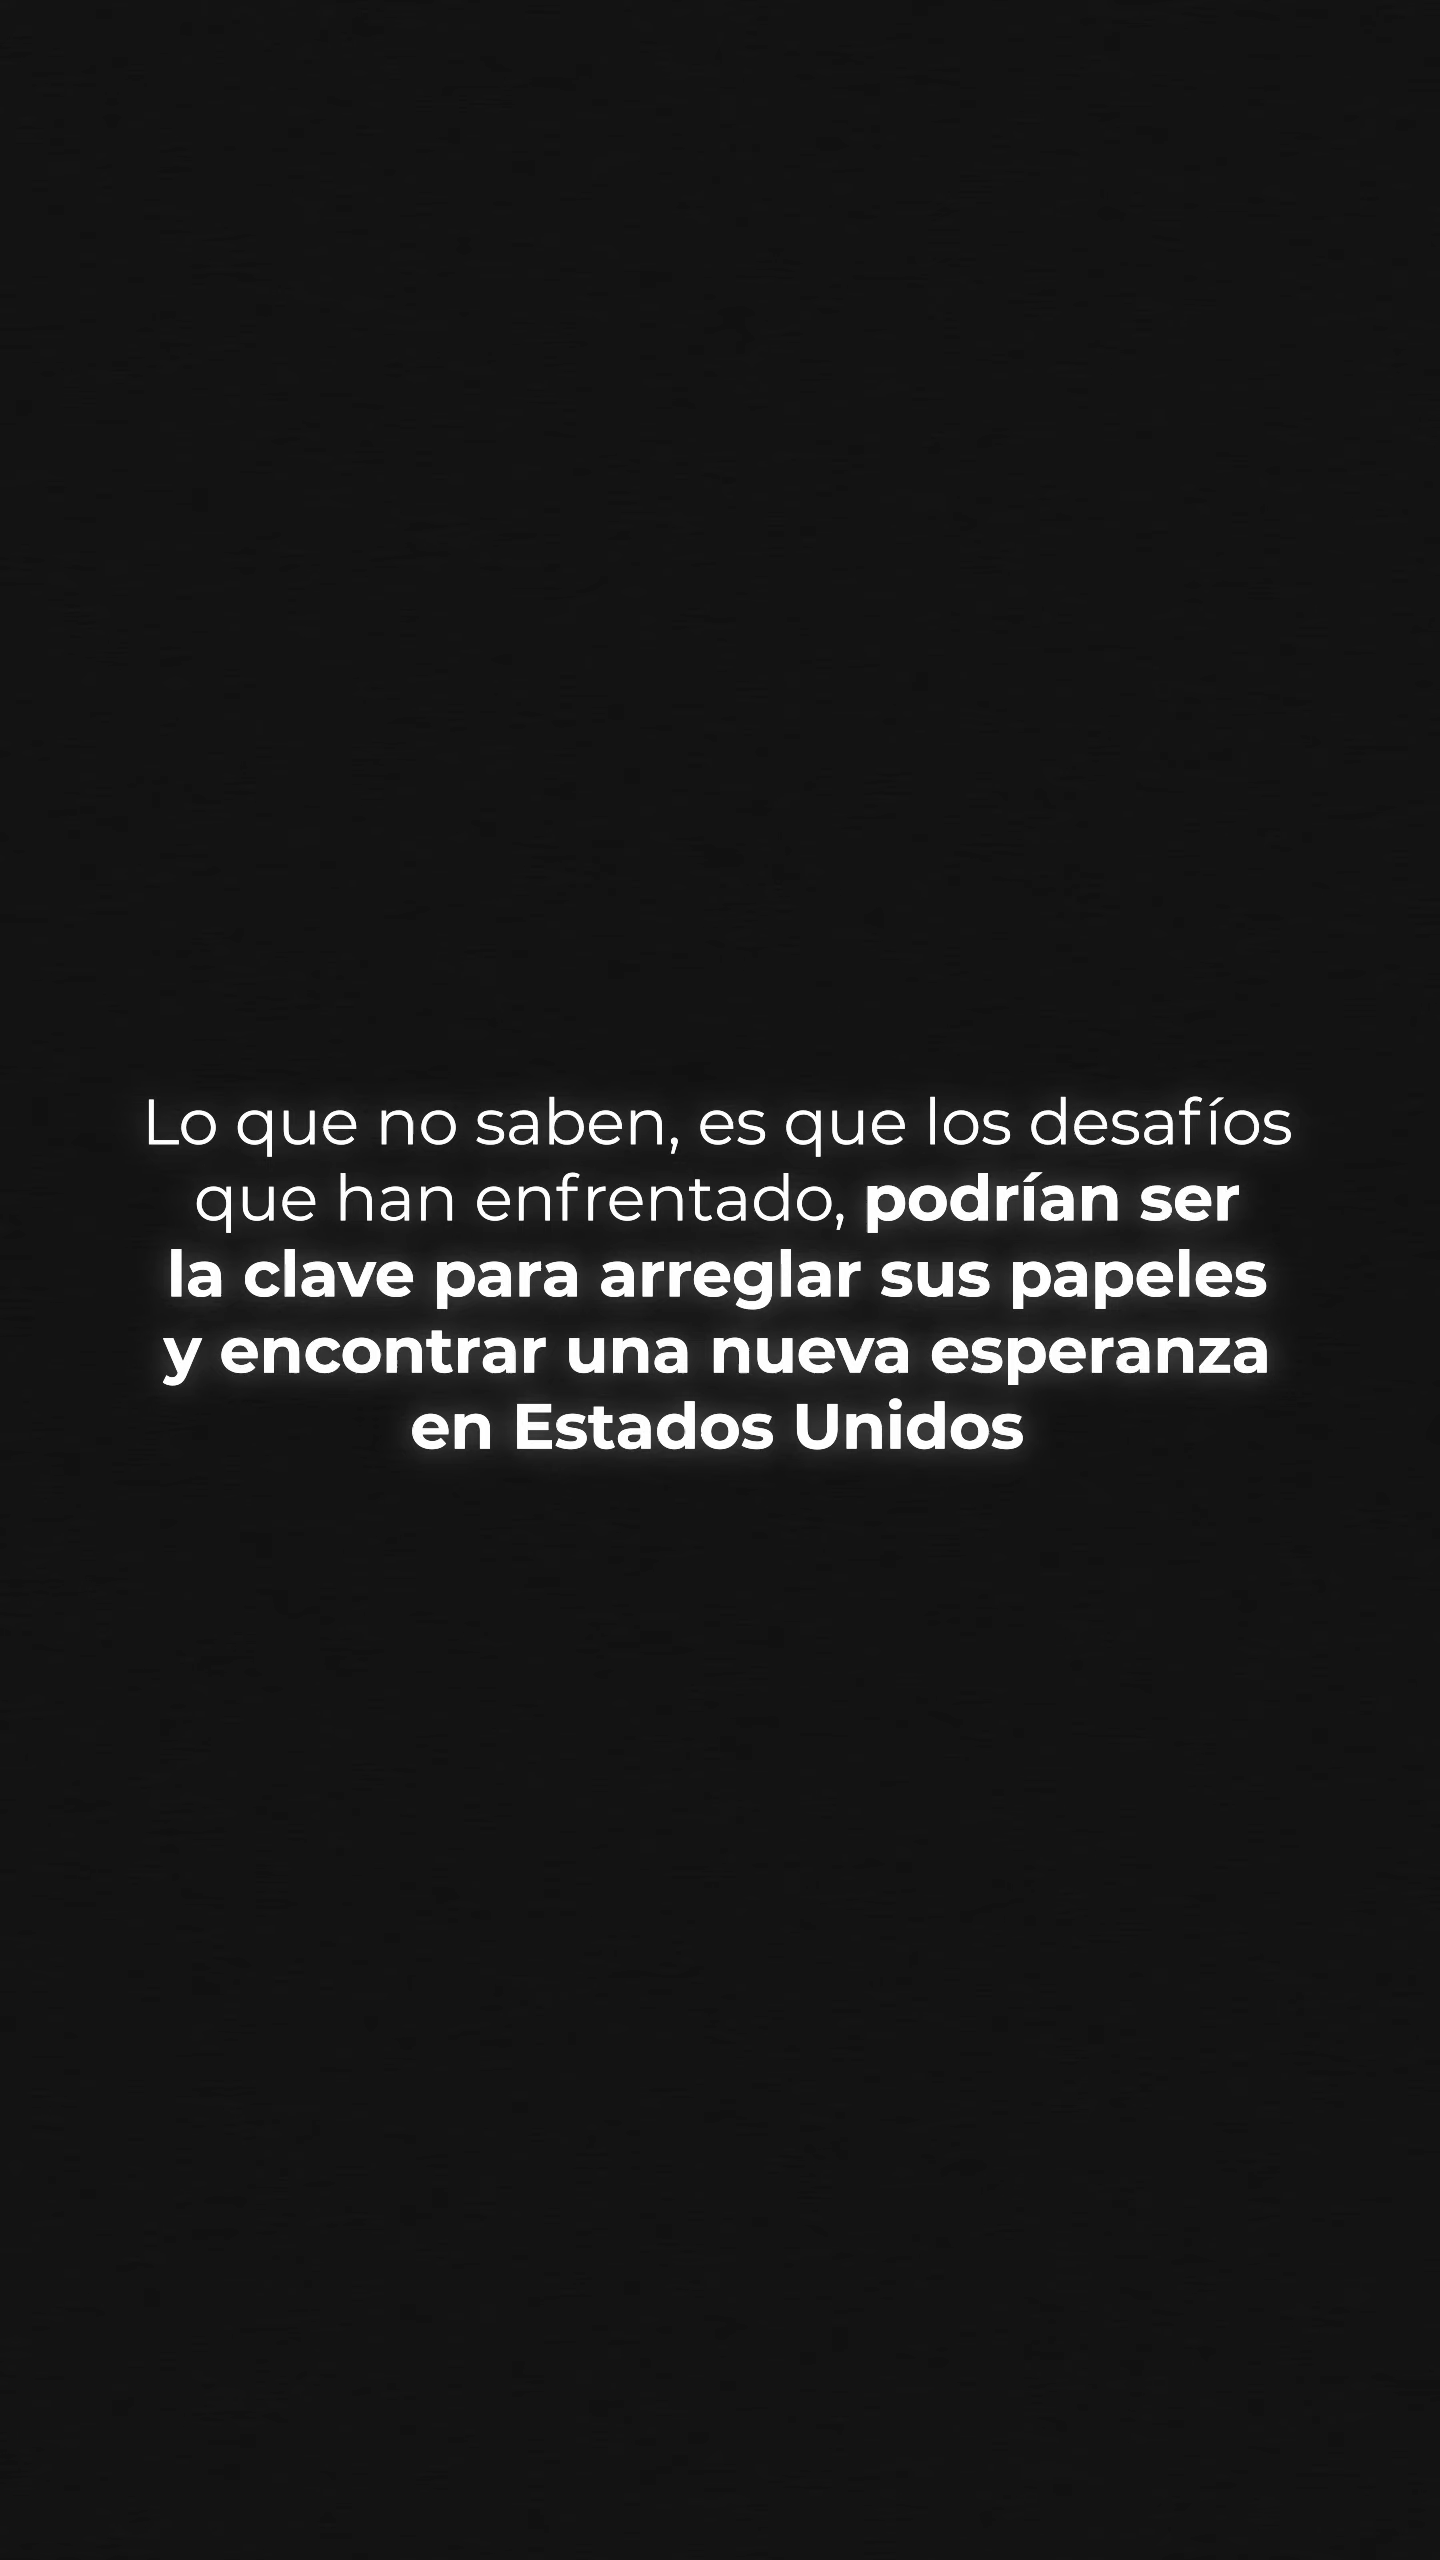 Lo que no saben, es que los desafíos
que han enfrentado, podrían ser
la clave para arreglar sus papeles
y encontrar una nueva esperanza
en Estados Unidos